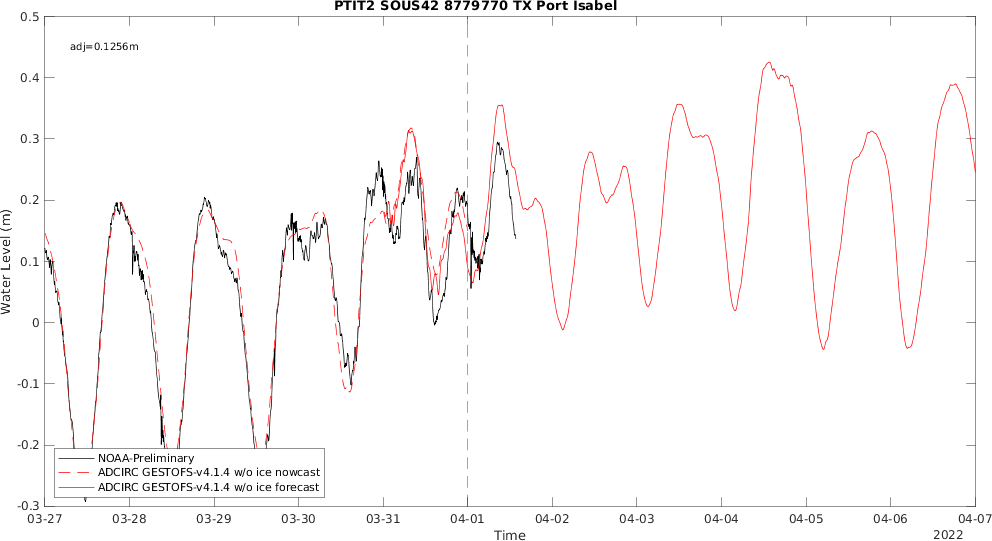 PTIT2 SOUS42 8779770 TX Port Isabel
adj=0.1256m
Water Level (m)
0.5
0.4
0.3
0.2
0.1
0
-0.1
-0.2
-0.3
NOAA-Preliminary
ADCIRC GESTOFS-v4.1.4 w/o ice nowcast
ADCIRC GESTOFS-v4.1.4 w/o ice forecast
03-27 03-28 03-29 03-30 03-31 04-01 04-02 04-03 04-04 04-05 04-06 04-07
Time
2022